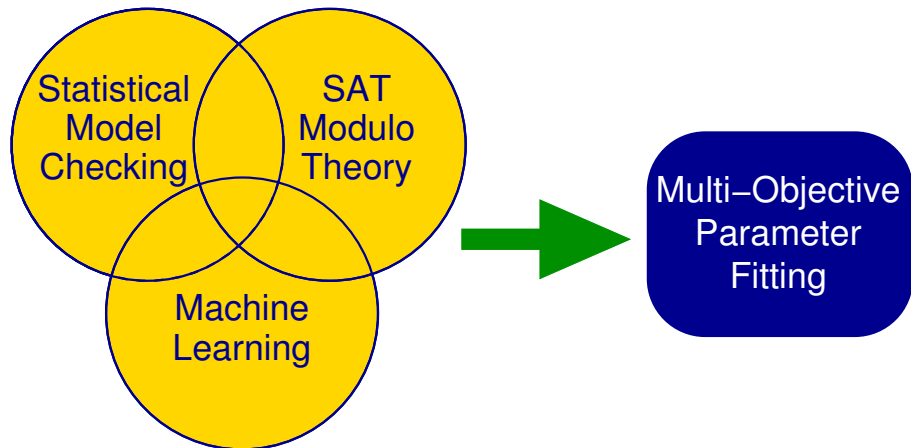 Statistical
Model
Checking
SAT
Modulo
Theory
Machine
Learning
Multi−Objective
Parameter
Fitting